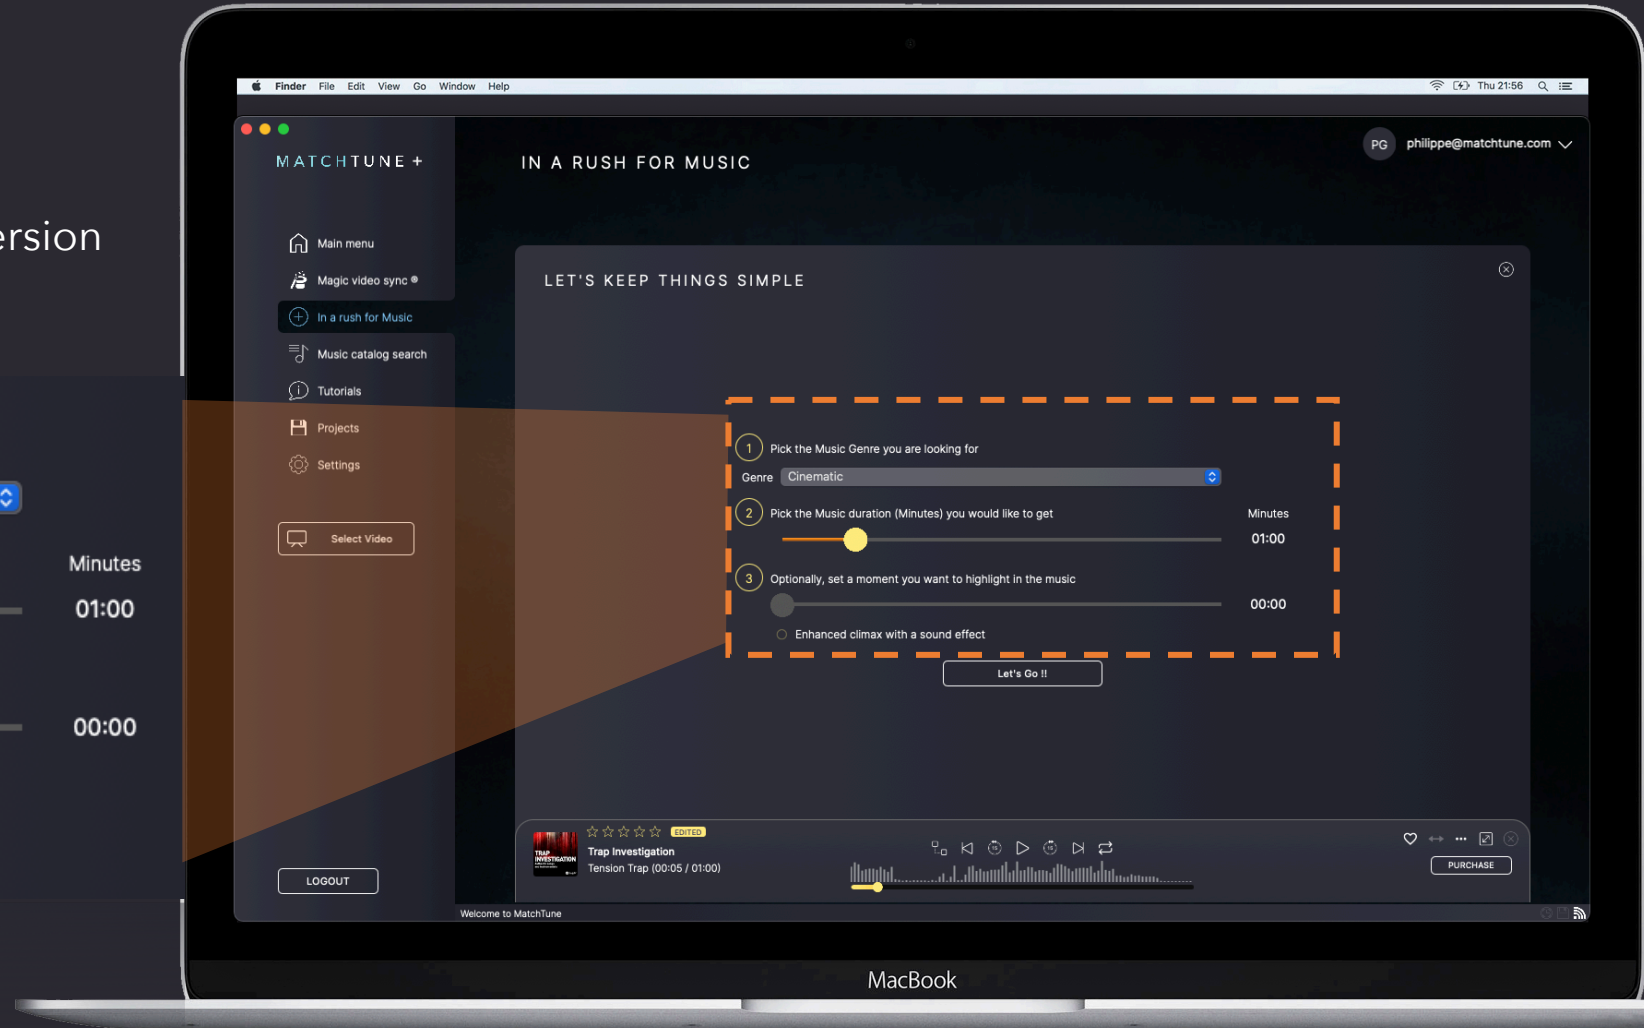 ersion
Minutes
01:00
00:00
Finder File Edit View Go Window Help
Thu 21:56
MATCHTUNE +
IN A RUSH FOR MUSIC
PG philippe@matchtune.com
Main menu
Magic video sync ®
In a rush for Music
Music catalog search
Tutorials
Projects
Settings
Select Video
LOGOUT
LET'S KEEP THINGS SIMPLE
1 Pick the Music Genre you are looking for
Genre Cinematic
2 Pick the Music duration (Minutes) you would like to get Minutes
01:00
3 Optionally, set a moment you want to highlight in the music
00:00
Enhanced climax with a sound effect
Let's Go !!
TRAP
INVESTIGATION
EDITED
Trap Investigation
Tension Trap (00:05 / 01:00)
15 15
PURCHASE
Welcome to MatchTune
MacBook